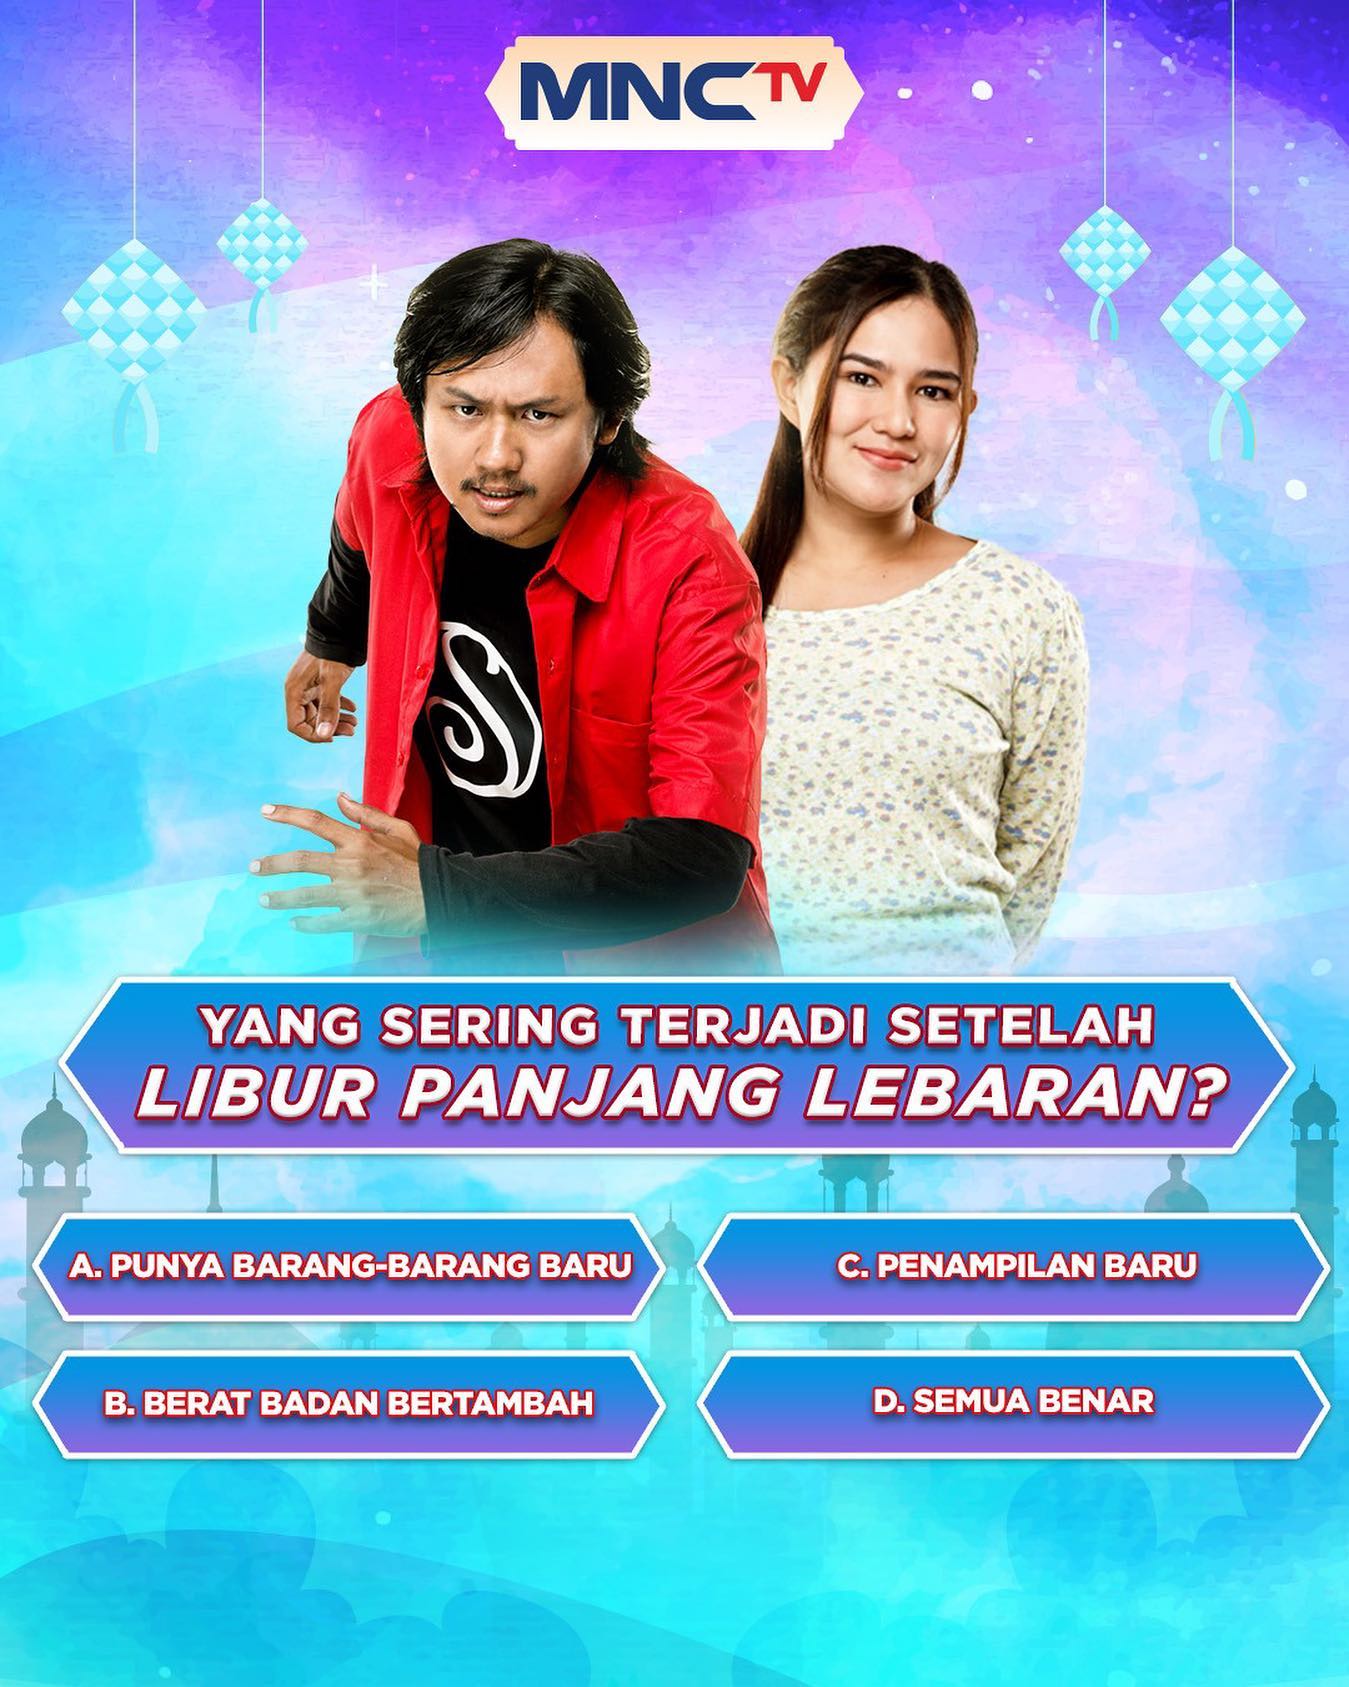 MNCTV
YANG SERING TERJADI SETELAH
LIBUR PANJANG LEBARAN?
A. PUNYA BARANG-BARANG BARU
C. PENAMPILAN BARU
B. BERAT BADAN BERTAMBAH
D. SEMUA BENAR